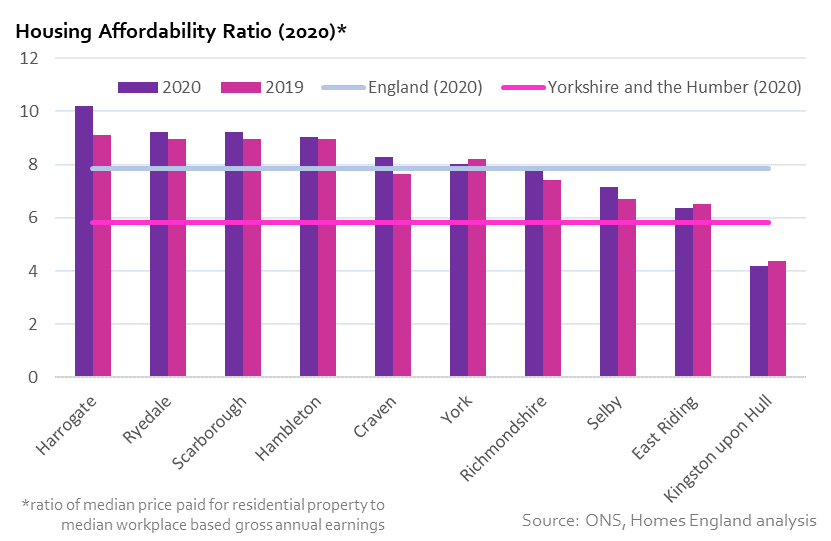 Housing Affordability Ratio (2020)*
12
2020 2019 England (2020) Yorkshire and the Humber (2020)
10
8
6
4
2
0
Harrogate
Ryedale
Scarborough
Hambleton
Craven
York
Richmondshire
Selby
East Riding
Kingston upon Hull
*ratio of median price paid for residential property to
median workplace based gross annual earnings
Source: ONS, Homes England analysis